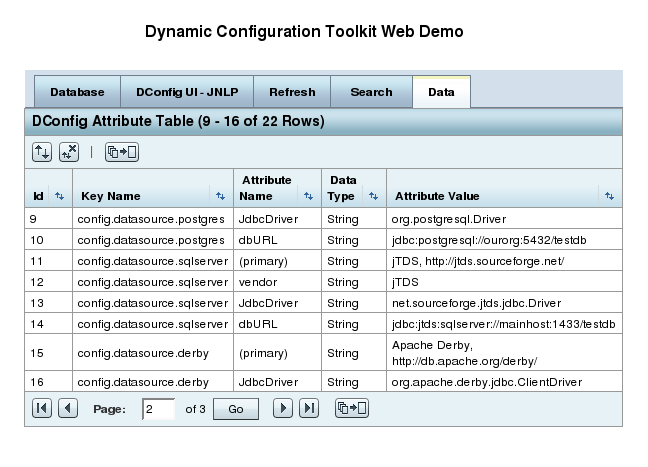 Dynamic Configuration Toolkit Web Demo
Database DConfig UI - JNLP Refresh Search Data
DConfig Attribute Table (9 - 16 of 22 Rows)
Id Key Name Attribute Name Data Type Attribute Value
9 config.datasource.postgres JdbcDriver String org.postgresql.Driver
10 config.datasource.postgres dbURL String jdbc:postgresql://ourorg:5432/testdb
11 config.datasource.sqlserver (primary) String jTDS, http://jtds.sourceforge.net/
12 config.datasource.sqlserver vendor String jTDS
13 config.datasource.sqlserver JdbcDriver String net.sourceforge.jtds.jdbc.Driver
14 config.datasource.sqlserver dbURL String jdbc:jtds:sqlserver://mainhost:1433/testdb
15 config.datasource.derby (primary) String Apache Derby,
http://db.apache.org/derby/
16 config.datasource.derby JdbcDriver String org.apache.derby.jdbc.ClientDriver
Page: 2 of 3 Go